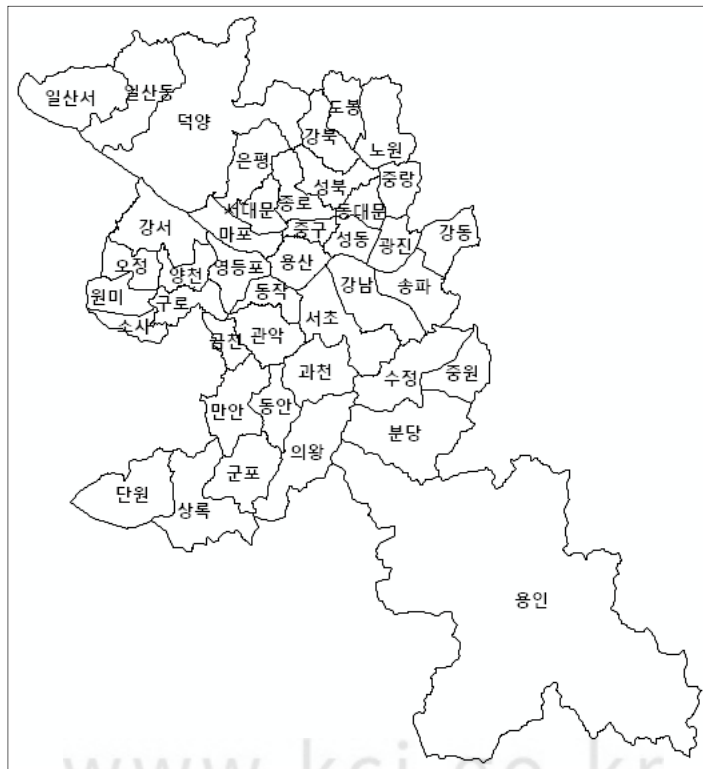 도봉
일산서
일산동
덕양
강북
노원
은평
성북
중랑
서대문
종로
동대문
강서
마포
중구
성동
광진
강동
오정
양천
영등포
용산
강남
송파
원미
구로
동작
소사
서초
금천
관악
과천
수정
중원
만안
동안
분당
의왕
군포
단원
상록
용인
www.kci.go.kr